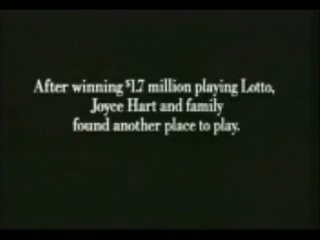 After winning $1.7 million playing Lotto,
Joyce Hart and family
found another place to play.